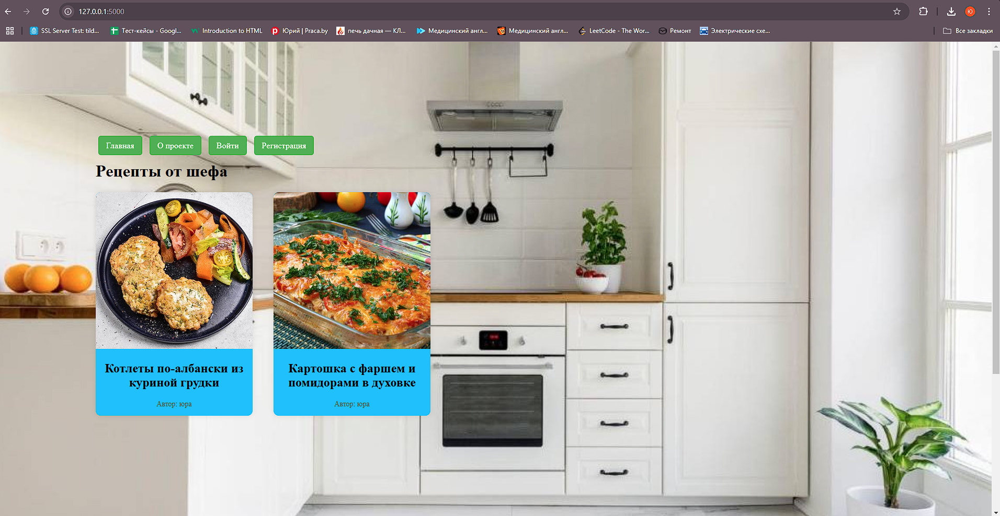 127.0.0.1:5000
SSL Server Test: tild...
Тест-кейсы - Googl...
Introduction to HTML
Юрий | Praca.by
печь дачная — КЛ...
Медицинский англ...
Медицинский англ...
LeetCode - The Wor...
Ремонт
Электрические схе...
Все закладки
Главная
О проекте
Войти
Регистрация
Рецепты от шефа
Котлеты по-албански из
куриной грудки
Автор: юра
Картошка с фаршем и
помидорами в духовке
Автор: юра